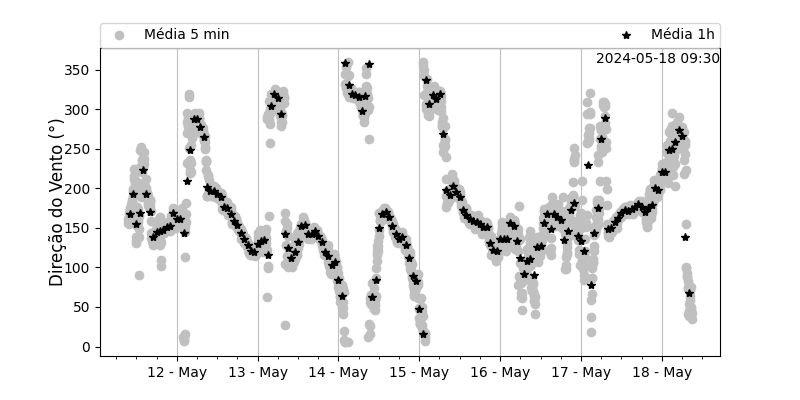 Média 5 min
Média 1h
2024-05-18 09:30
Direção do Vento (°)
350
300
250
200
150
100
50
0
12 - May
13 - May
14 - May
15 - May
16 - May
17 - May
18 - May